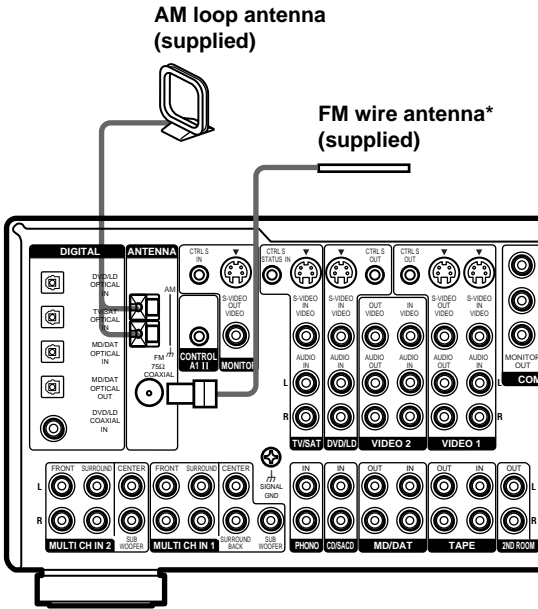 AM loop antenna
(supplied)
FM wire antenna*
(supplied)
DIGITAL
DVD/LD
OPTICAL
IN
TV/SAT
OPTICAL
IN
MD/DAT
OPTICAL
IN
MD/DAT
OPTICAL
OUT
DVD/LD
COAXIAL
IN
ANTENNA
AM
FM
75Ω
COAXIAL
CTRL S
IN
CONTROL
A1 II
S-VIDEO
OUT
VIDEO
MONITOR
CTRL S
STATUS IN
S-VIDEO
IN
VIDEO
AUDIO
IN
L
R
TV/SAT
S-VIDEO
IN
VIDEO
AUDIO
IN
DVD/LD
CTRL S
OUT
OUT
VIDEO
AUDIO
OUT
IN
VIDEO
AUDIO
IN
VIDEO 2
CTRL S
OUT
S-VIDEO
OUT
VIDEO
AUDIO
OUT
S-VIDEO
IN
VIDEO
AUDIO
IN
L
R
VIDEO 1
MONITOR
OUT
COM
FRONT
SURROUND
CENTER
L
R
SUB
WOOFER
MULTI CH IN 2
FRONT
SURROUND
CENTER
MULTI CH IN 1
SURROUND
BACK
SUB
WOOFER
SIGNAL
GND
IN
PHONO
IN
CD/SACD
OUT
IN
MD/DAT
OUT
IN
TAPE
OUT
L
R
2ND ROOM